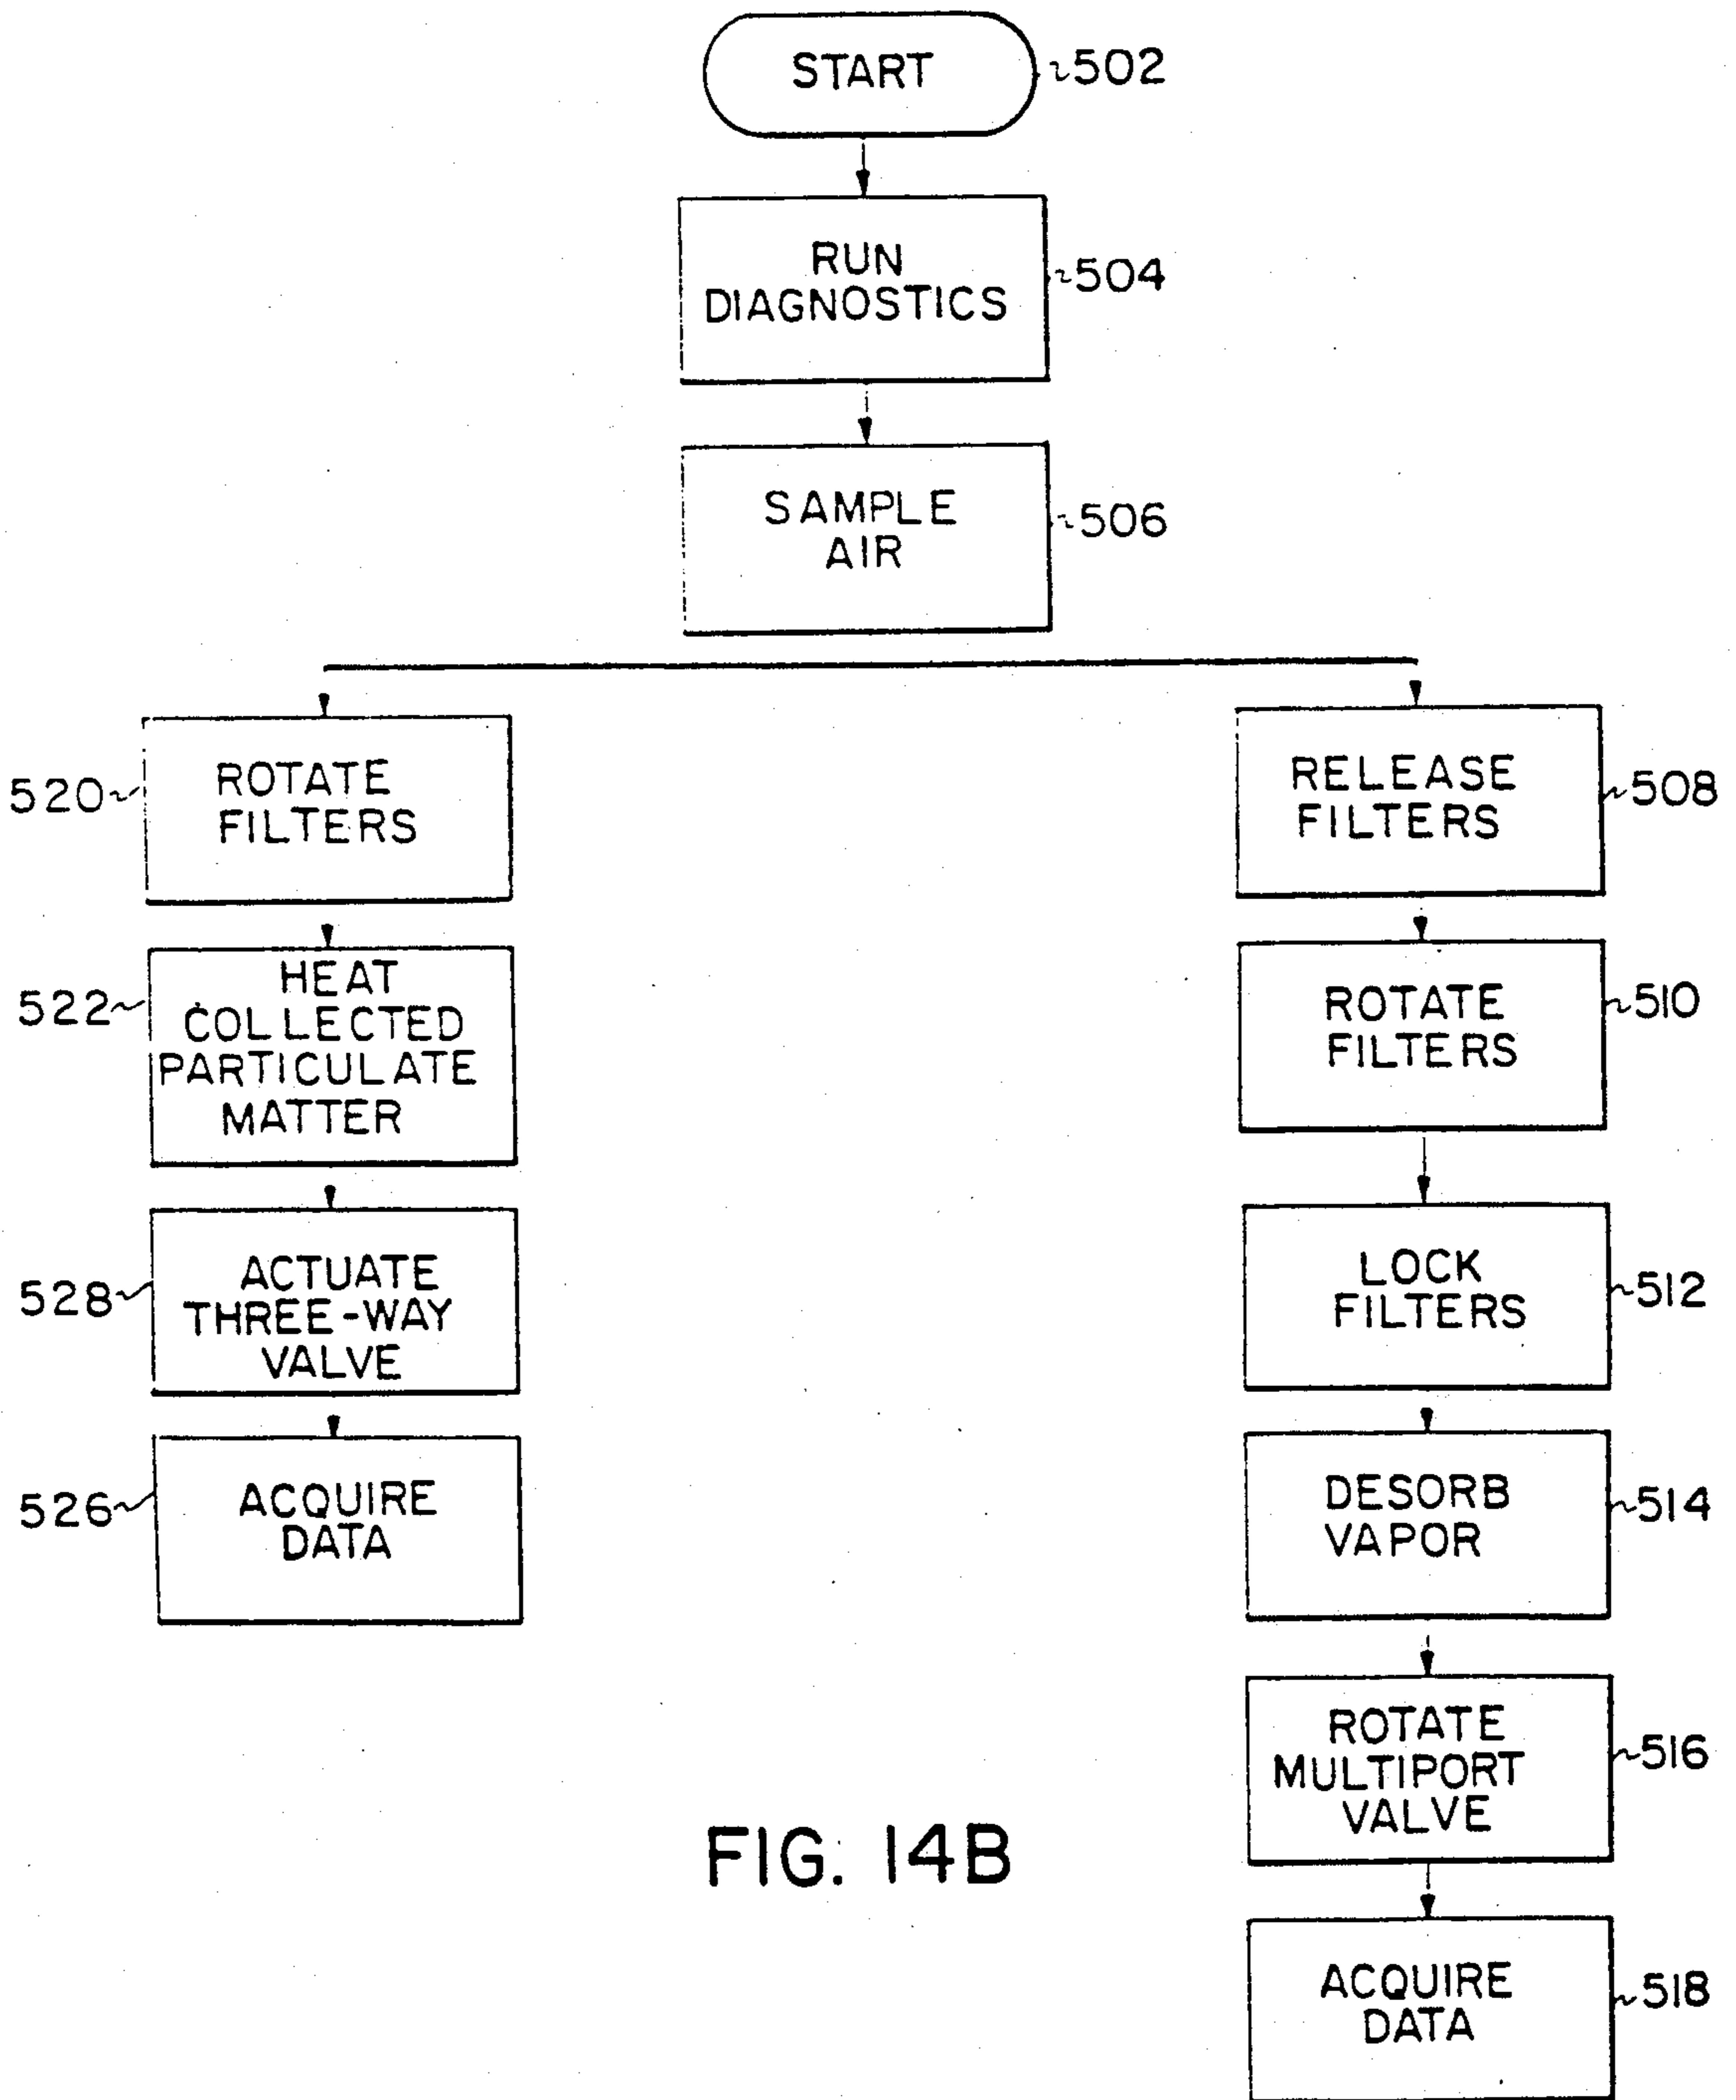 START
502
RUN
DIAGNOSTICS
504
SAMPLE
AIR
506
520
ROTATE
FILTERS
522
HEAT
COLLECTED
PARTICULATE
MATTER
528
ACTUATE
THREE-WAY
VALVE
526
ACQUIRE
DATA
RELEASE
FILTERS
508
ROTATE
FILTERS
510
LOCK
FILTERS
512
DESORB
VAPOR
514
ROTATE
MULTIPORT
VALVE
516
ACQUIRE
DATA
518
FIG. 14B